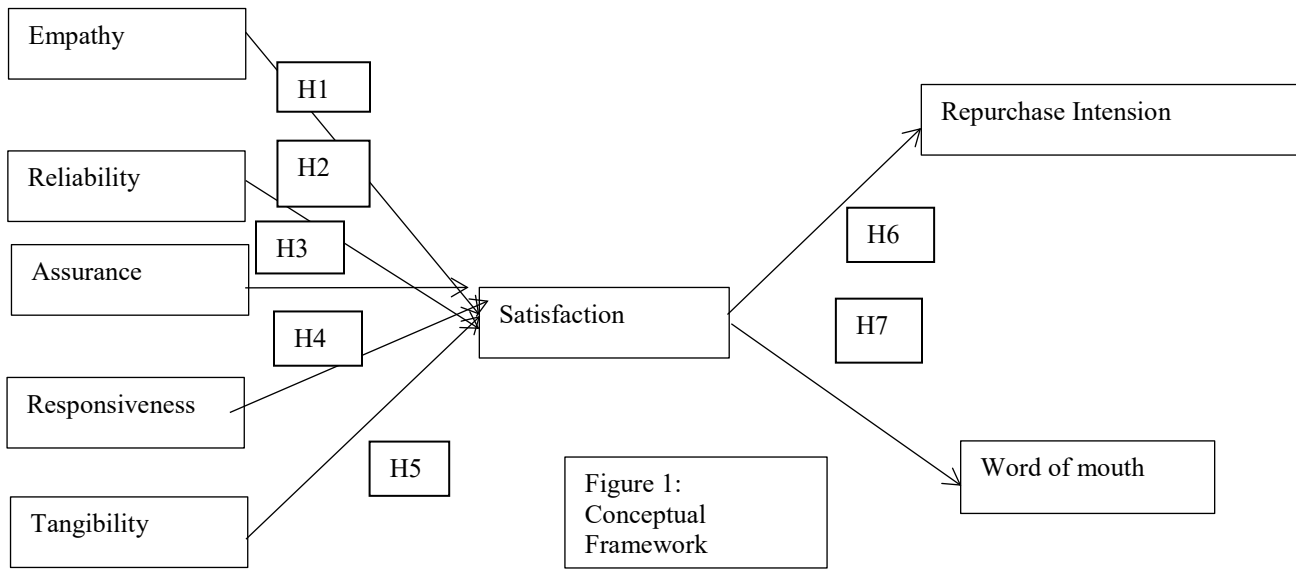 Empathy
H1
Repurchase Intension
H2
Reliability
H3
H6
Assurance
Satisfaction
H7
H4
Responsiveness
H5
Word of mouth
Figure 1:
Conceptual
Framework
Tangibility